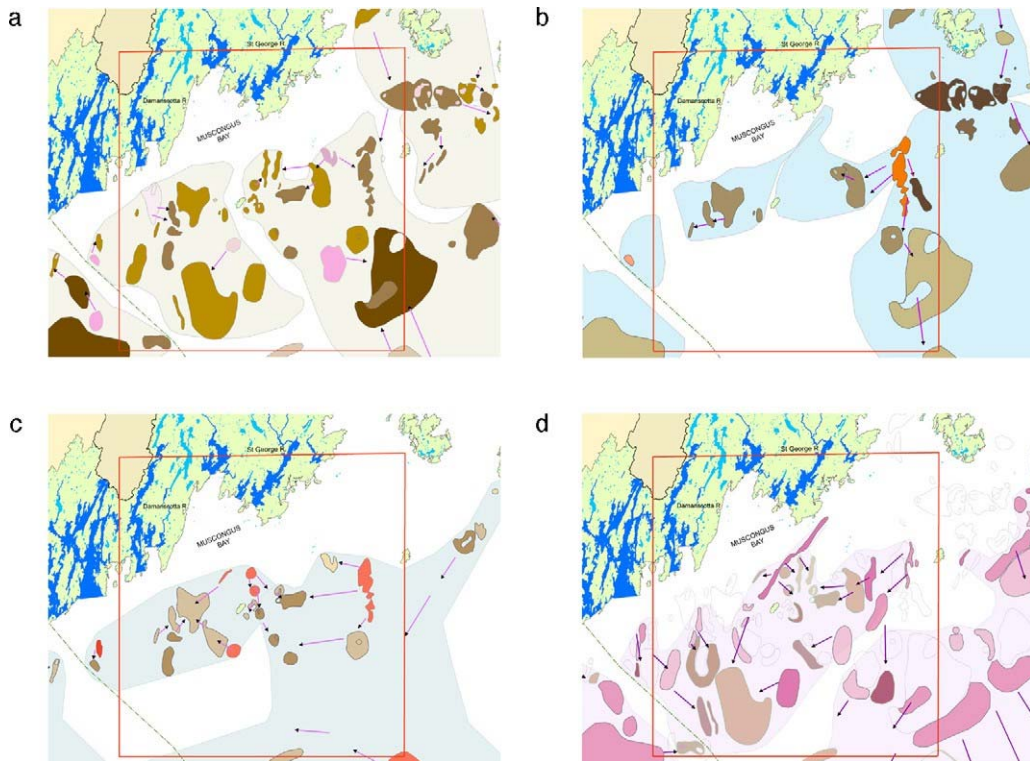 a
St George R
Damariscotta R
MUSCONGUS
BAY
b
St George R
Damariscotta R
MUSCONGUS
BAY
c
St George R
Damariscotta R
MUSCONGUS
BAY
d
St George R
Damariscotta R
MUSCONGUS
BAY